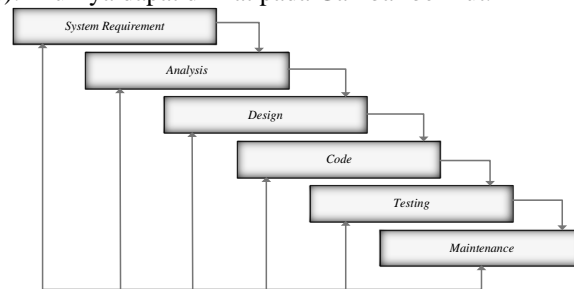 System Requirement
Analysis
Design
Code
Testing
Maintenance